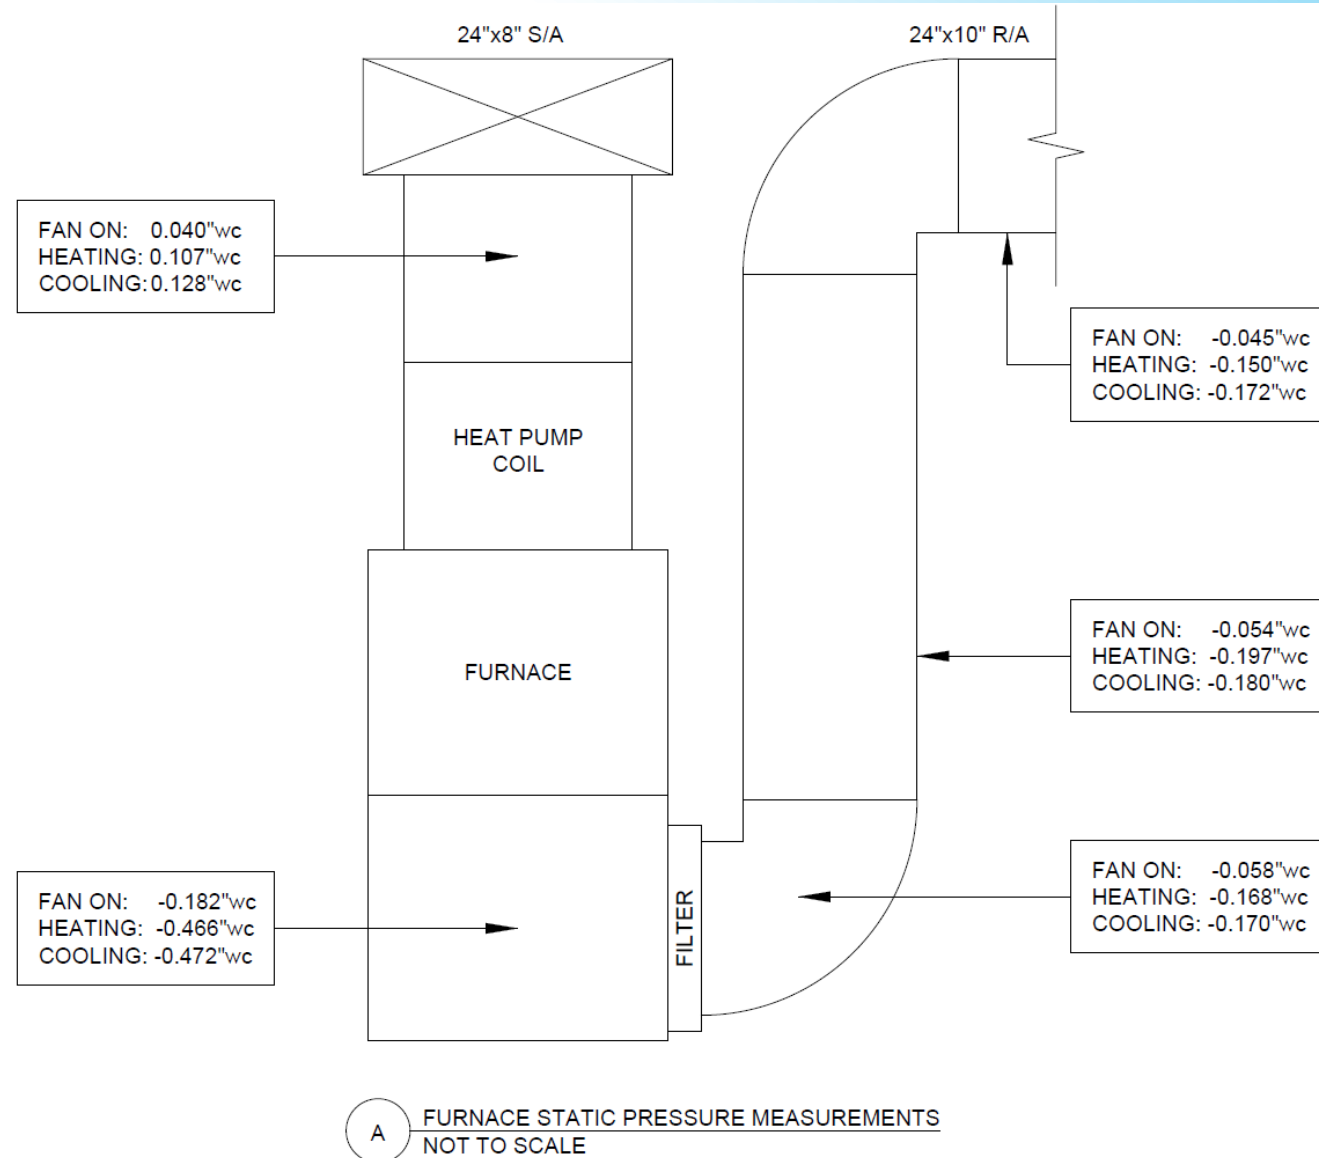 24"x8" S/A
24"x10" R/A
FAN ON: 0.040"wc
HEATING: 0.107"wc
COOLING: 0.128"wc
FAN ON: -0.045"wc
HEATING: -0.150"wc
COOLING: -0.172"wc
HEAT PUMP
COIL
FURNACE
FAN ON: -0.054"wc
HEATING: -0.197"wc
COOLING: -0.180"wc
FAN ON: -0.182"wc
HEATING: -0.466"wc
COOLING: -0.472"wc
FILTER
FAN ON: -0.058"wc
HEATING: -0.168"wc
COOLING: -0.170"wc
A
FURNACE STATIC PRESSURE MEASUREMENTS
NOT TO SCALE